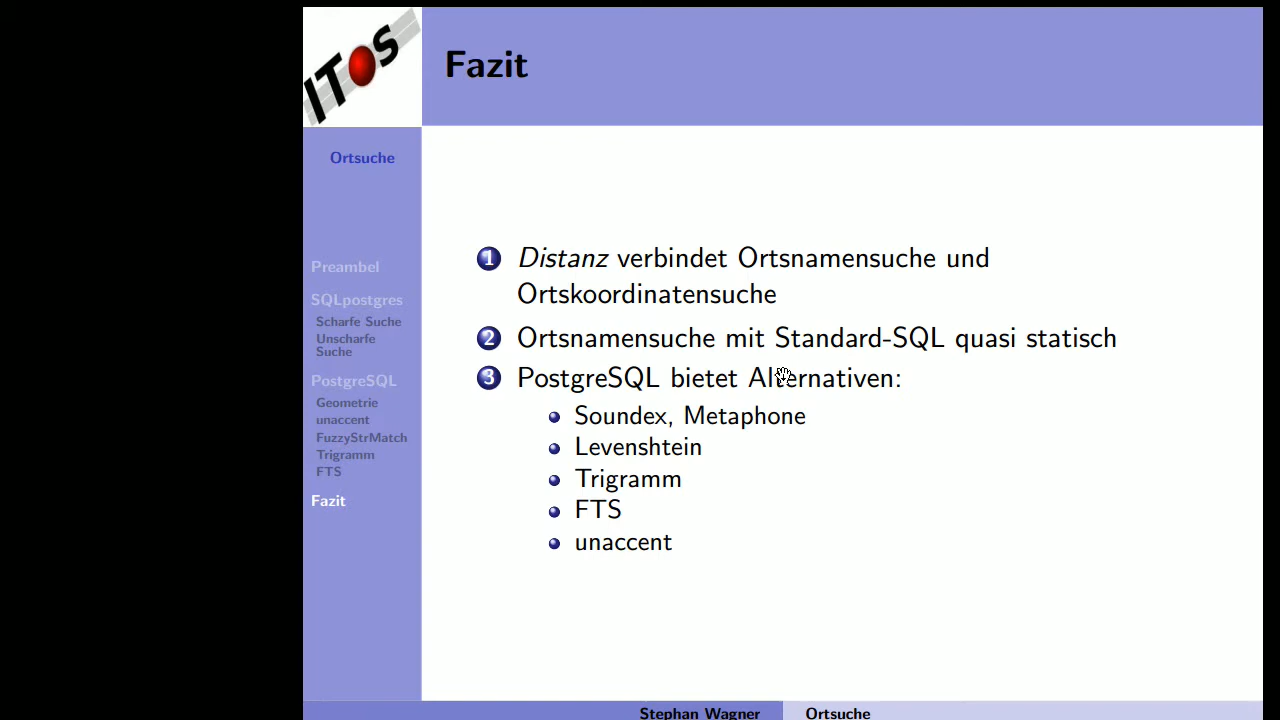 ITOS
Fazit
Ortsuche
Preambel
SQLpostgres
Scharfe Suche
Unscharfe
Suche
PostgreSQL
Geometrie
unaccent
FuzzyStrMatch
Trigramm
FTS
Fazit
1 Distanz verbindet Ortsnamensuche und
Ortskoordinatensuche
2 Ortsnamensuche mit Standard-SQL quasi statisch
3 PostgreSQL bietet Alternativen:
Soundex, Metaphone
Levenshtein
Trigramm
FTS
unaccent
Stephan Wagner
Ortsuche